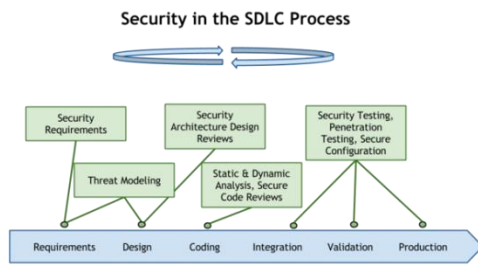 Security in the SDLC Process
Security
Requirements
Security
Architecture Design
Reviews
Security Testing,
Penetration
Testing, Secure
Configuration
Threat Modeling
Static & Dynamic
Analysis, Secure
Code Reviews
Requirements
Design
Coding
Integration
Validation
Production